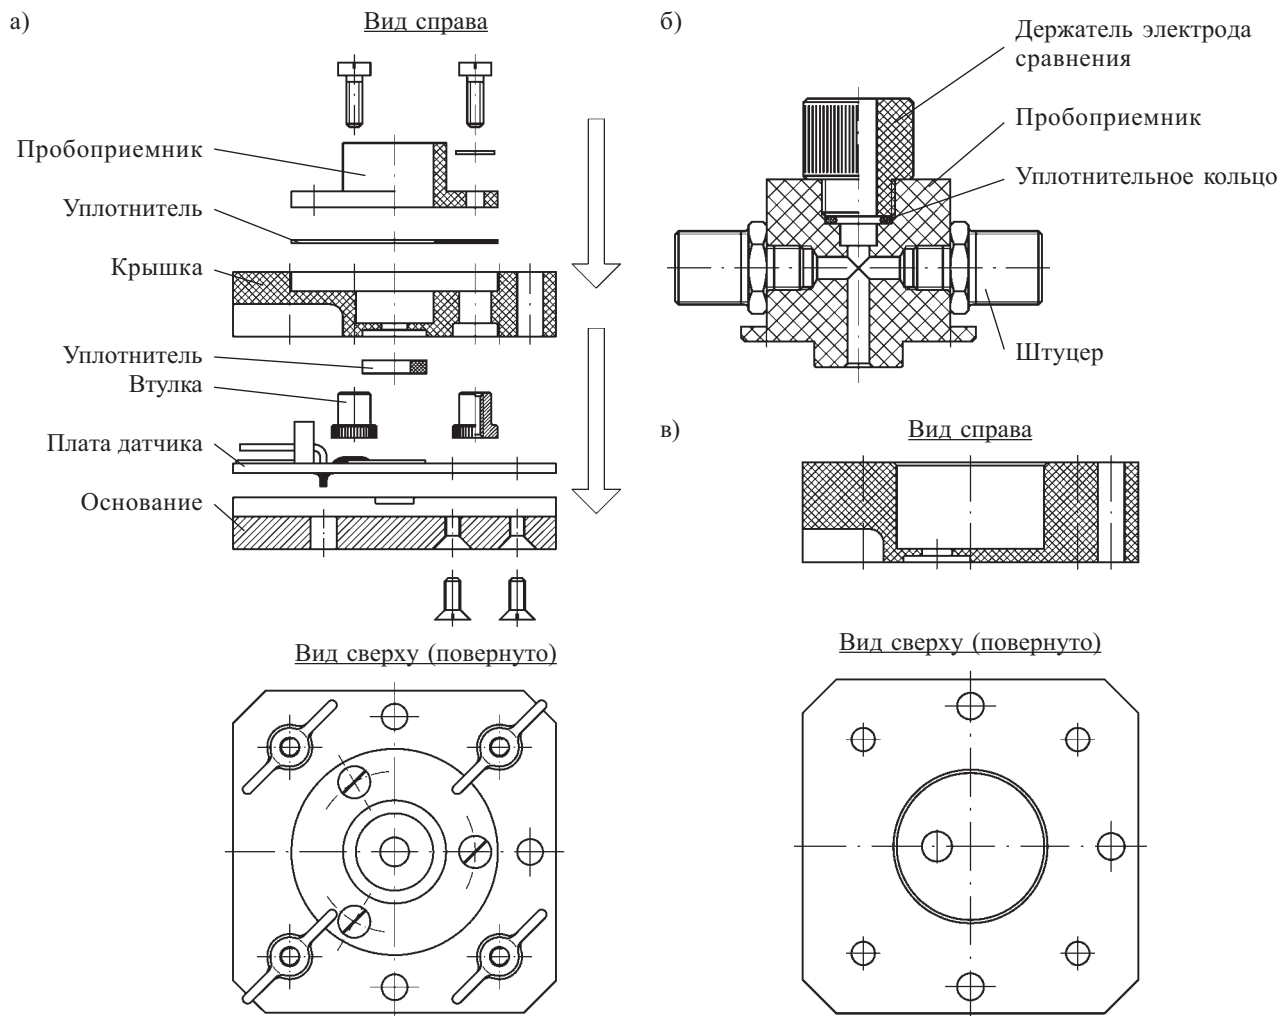 а)
Вид справа
Пробоприемник
Уплотнитель
Крышка
Уплотнитель
Втулка
Плата датчика
Основание
Вид сверху (повернуто)
б)
Держатель электрода
сравнения
Пробоприемник
Уплотнительное кольцо
Штуцер
в)
Вид справа
Вид сверху (повернуто)